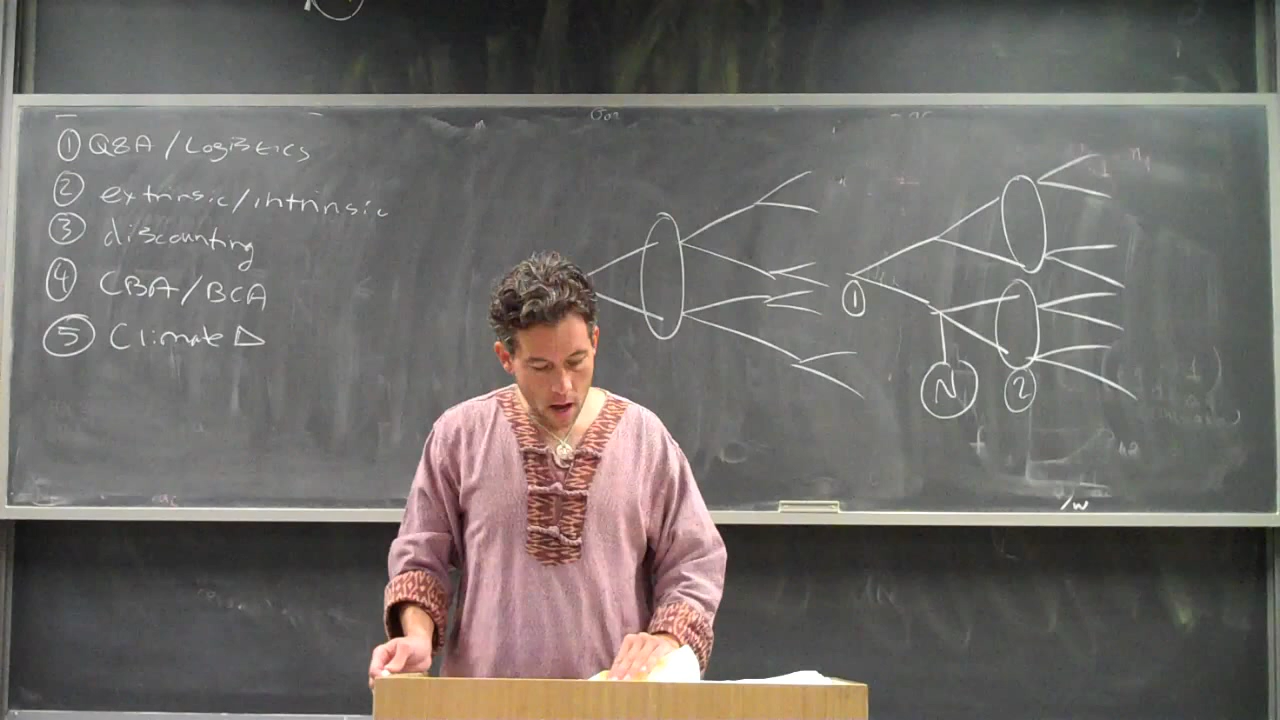 ① Q&A / Logistics
② extrinsic/intrinsic
③ discounting
④ CBA/BCA
⑤ Climate Δ
①
N
②